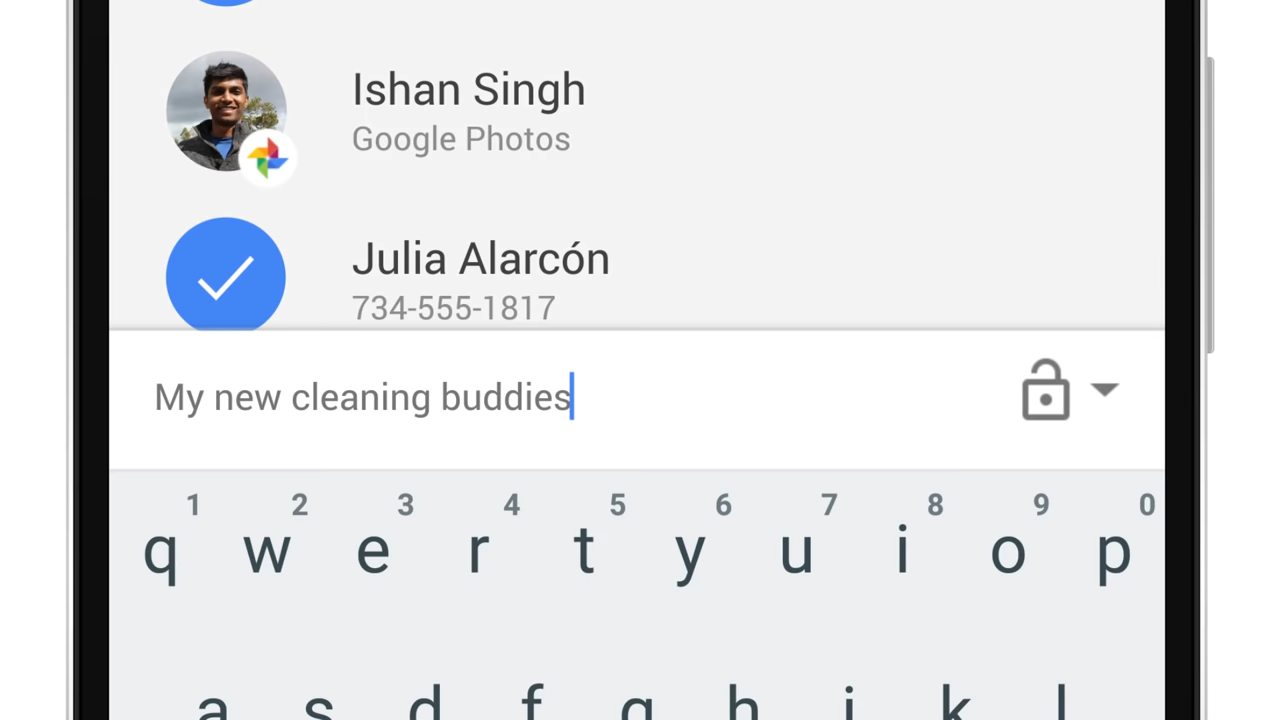 Ishan Singh
Google Photos
Julia Alarcón
734-555-1817
My new cleaning buddies
1 2 3 4 5 6 7 8 9 0
q w e r t y u i o p
a s d f g h j k l